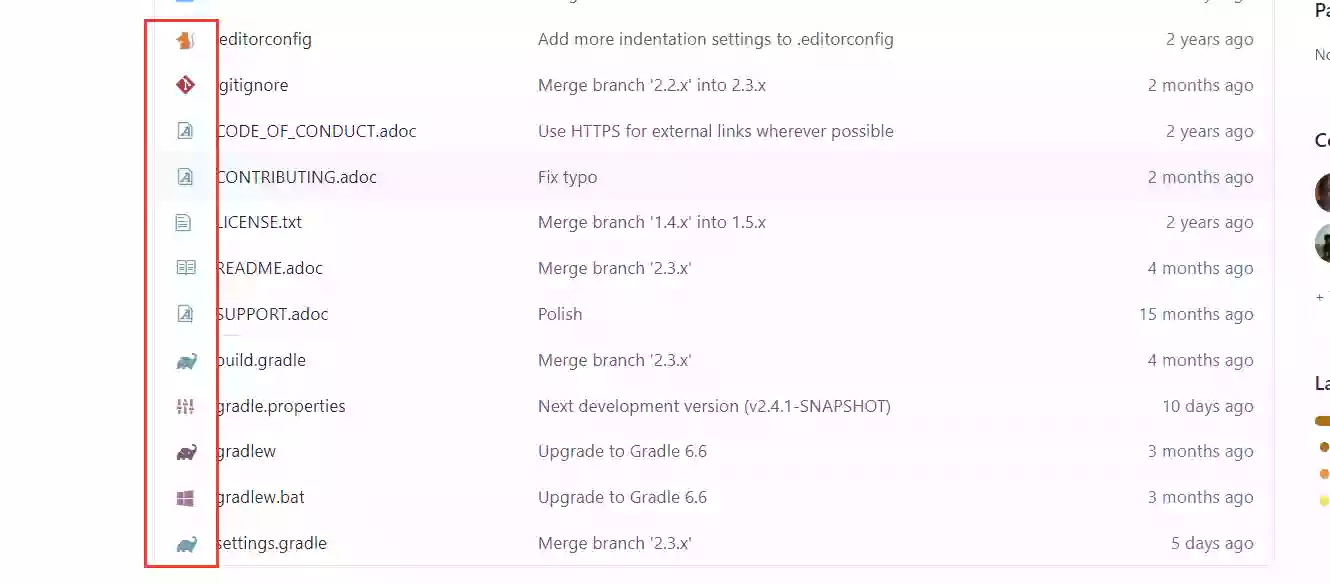 editorconfig Add more indentation settings to .editorconfig 2 years ago
gitignore Merge branch '2.2.x' into 2.3.x 2 months ago
CODE_OF_CONDUCT.adoc Use HTTPS for external links wherever possible 2 years ago
CONTRIBUTING.adoc Fix typo 2 months ago
LICENSE.txt Merge branch '1.4.x' into 1.5.x 2 years ago
README.adoc Merge branch '2.3.x' 4 months ago
SUPPORT.adoc Polish 15 months ago
build.gradle Merge branch '2.3.x' 4 months ago
gradle.properties Next development version (v2.4.1-SNAPSHOT) 10 days ago
gradlew Upgrade to Gradle 6.6 3 months ago
gradlew.bat Upgrade to Gradle 6.6 3 months ago
settings.gradle Merge branch '2.3.x' 5 days ago